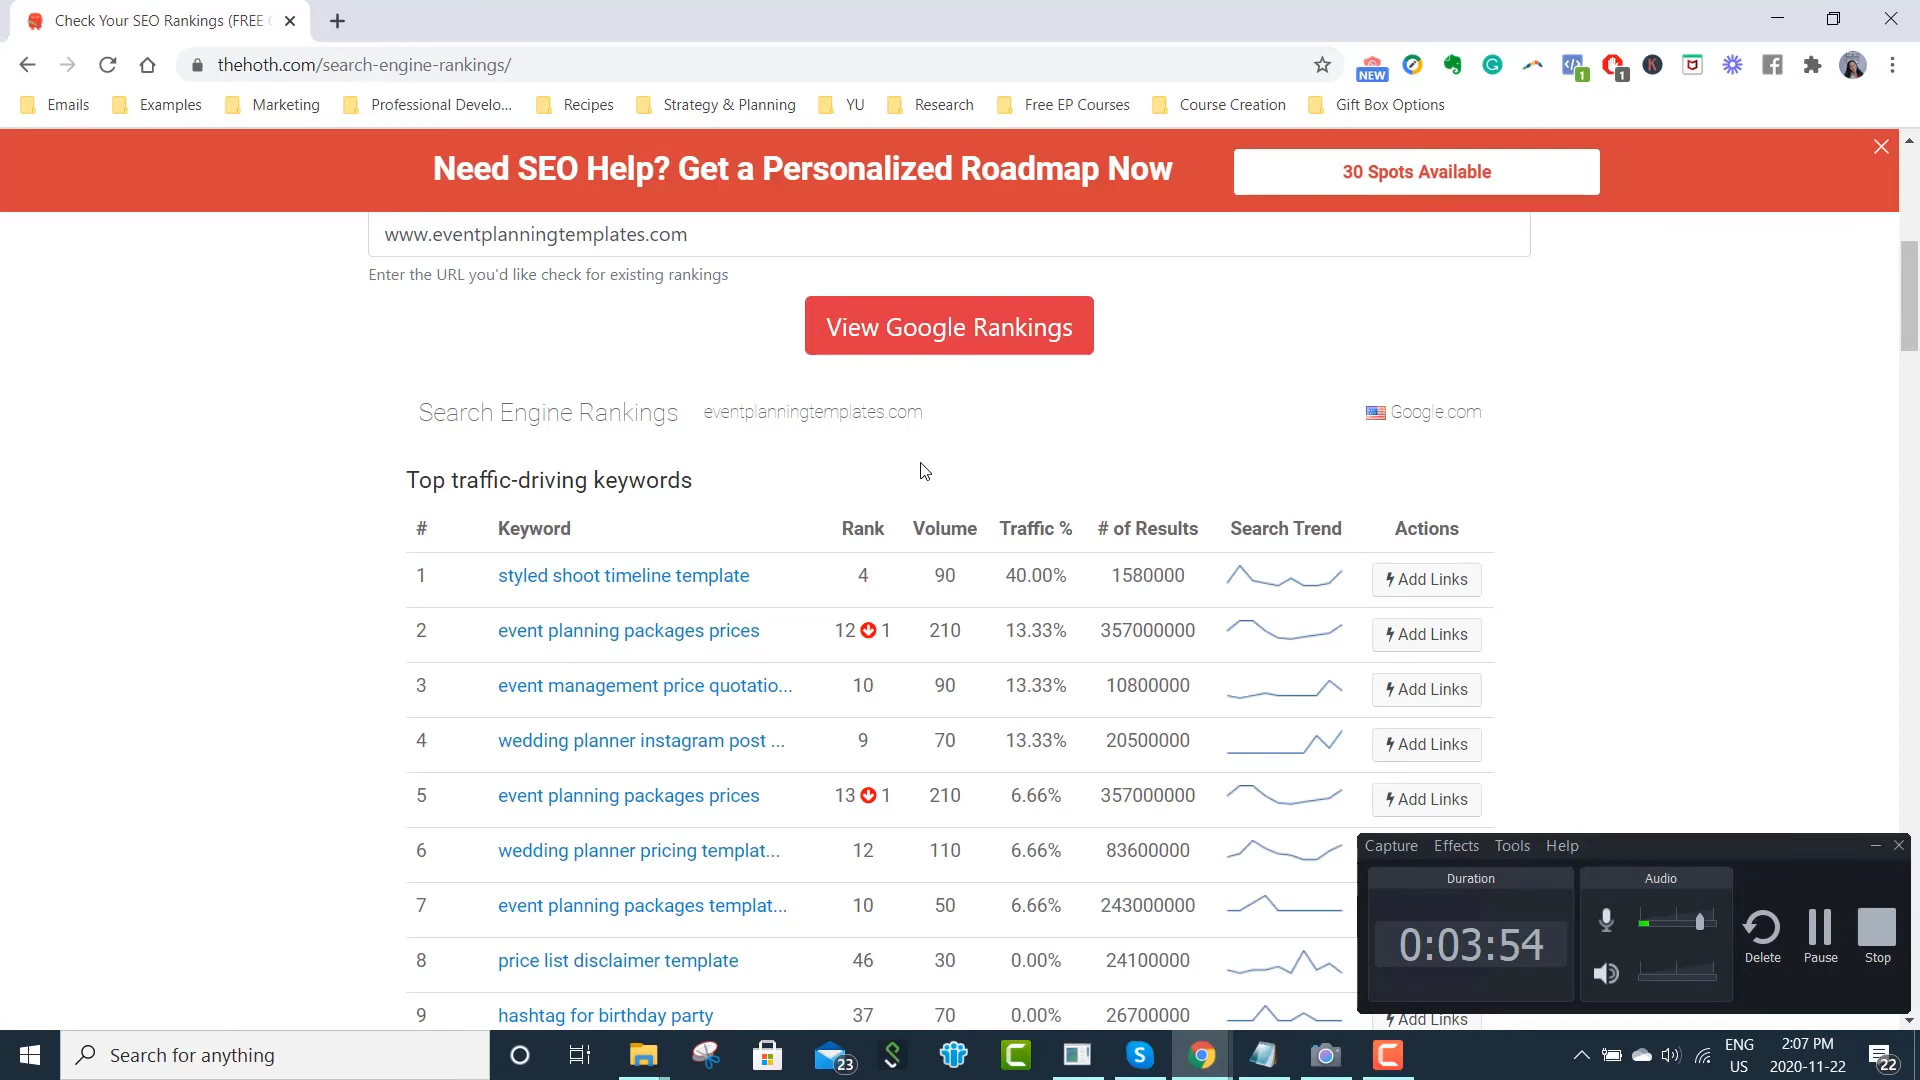 Check Your SEO Rankings (FREE
thehoth.com/search-engine-rankings/
NEW
1
1
Emails
Examples
Marketing
Professional Develo...
Recipes
Strategy & Planning
YU
Research
Free EP Courses
Course Creation
Gift Box Options
Need SEO Help? Get a Personalized Roadmap Now
30 Spots Available
www.eventplanningtemplates.com
Enter the URL you'd like check for existing rankings
View Google Rankings
Search Engine Rankings eventplanningtemplates.com
Google.com
Top traffic-driving keywords
# Keyword Rank Volume Traffic % # of Results Search Trend Actions
1 styled shoot timeline template 4 90 40.00% 1580000 Add Links
2 event planning packages prices 12 1 210 13.33% 357000000 Add Links
3 event management price quotatio... 10 90 13.33% 10800000 Add Links
4 wedding planner instagram post ... 9 70 13.33% 20500000 Add Links
5 event planning packages prices 13 1 210 6.66% 357000000 Add Links
6 wedding planner pricing templat... 12 110 6.66% 83600000
7 event planning packages templat... 10 50 6.66% 243000000
8 price list disclaimer template 46 30 0.00% 24100000
9 hashtag for birthday party 37 70 0.00% 26700000 Add Links
Capture Effects Tools Help
Duration
Audio
0:03:54
Delete
Pause
Stop
Search for anything
23
ENG
US
2:07 PM
2020-11-22
22